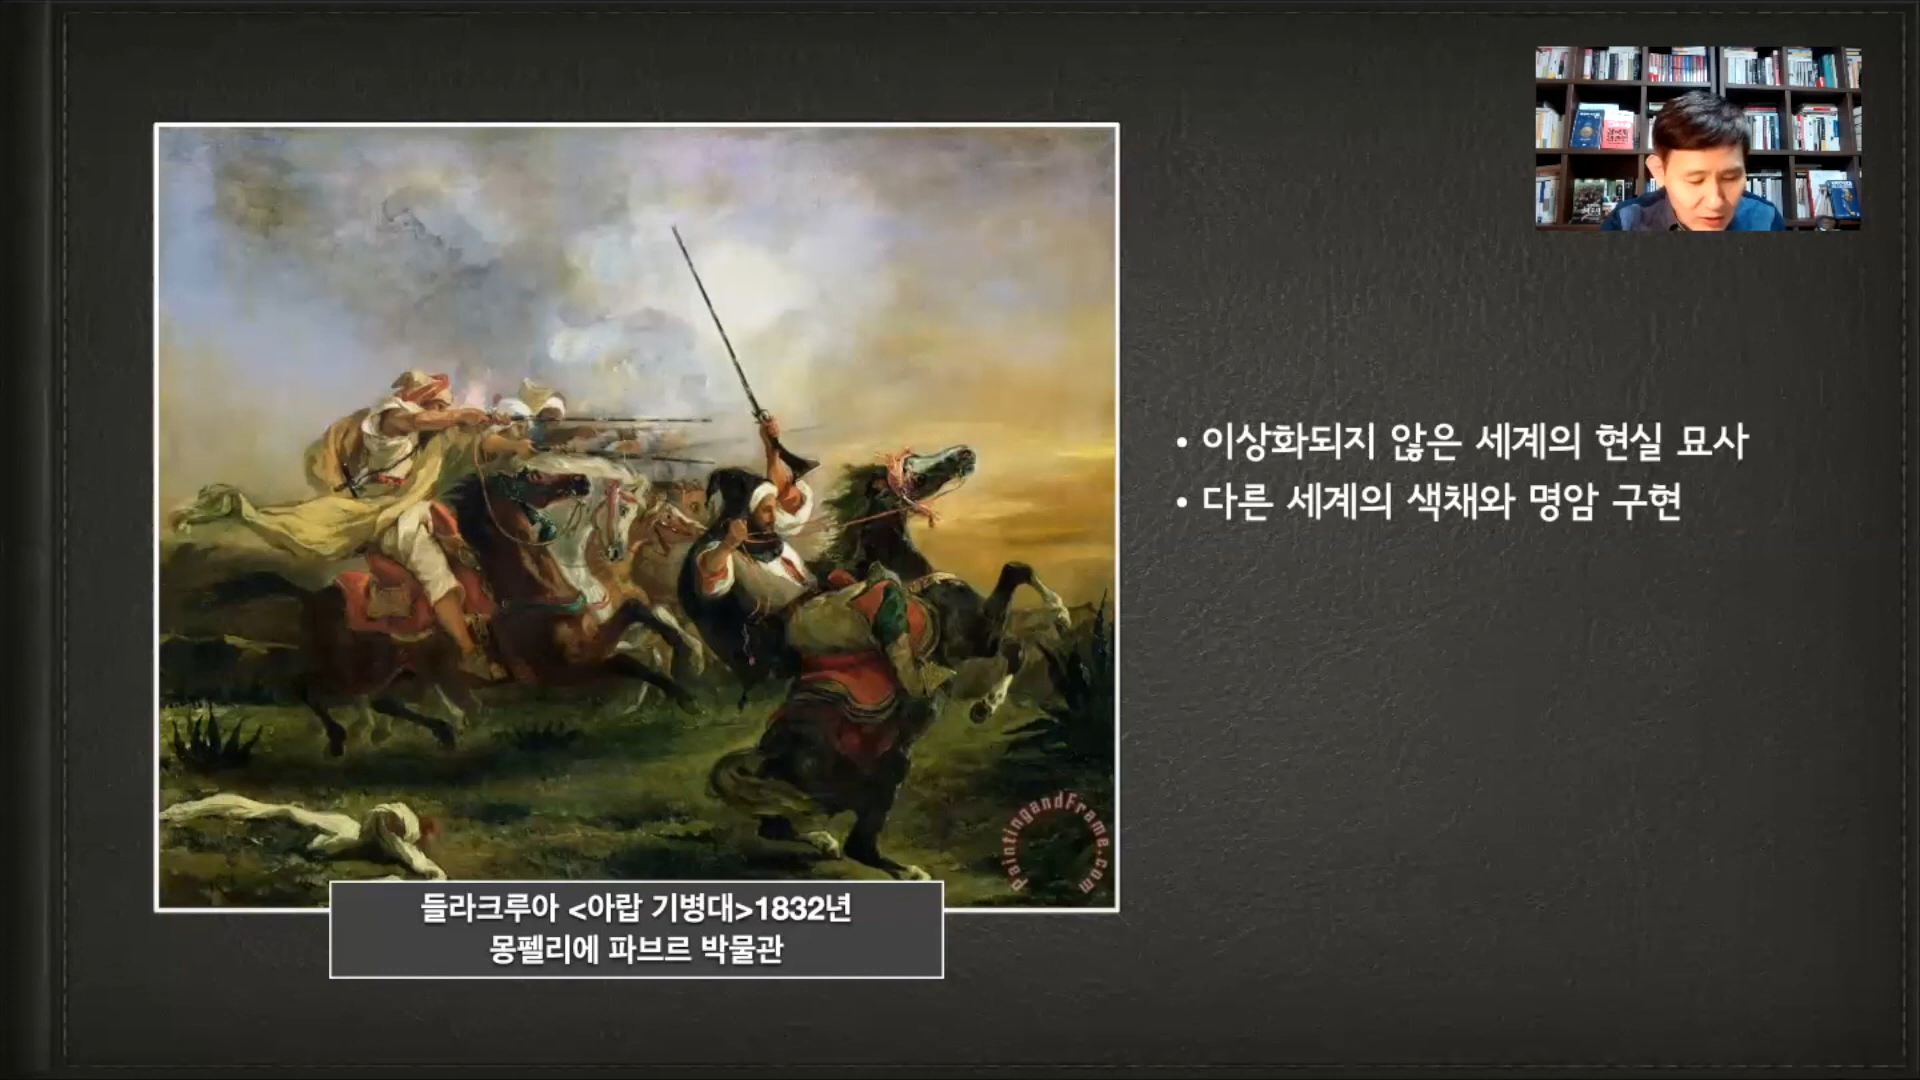 이상화되지 않은 세계의 현실 묘사
다른 세계의 색채와 명암 구현
PaintingandFrame.com
들라크루아 <아랍 기병대>1832년
몽펠리에 파브르 박물관